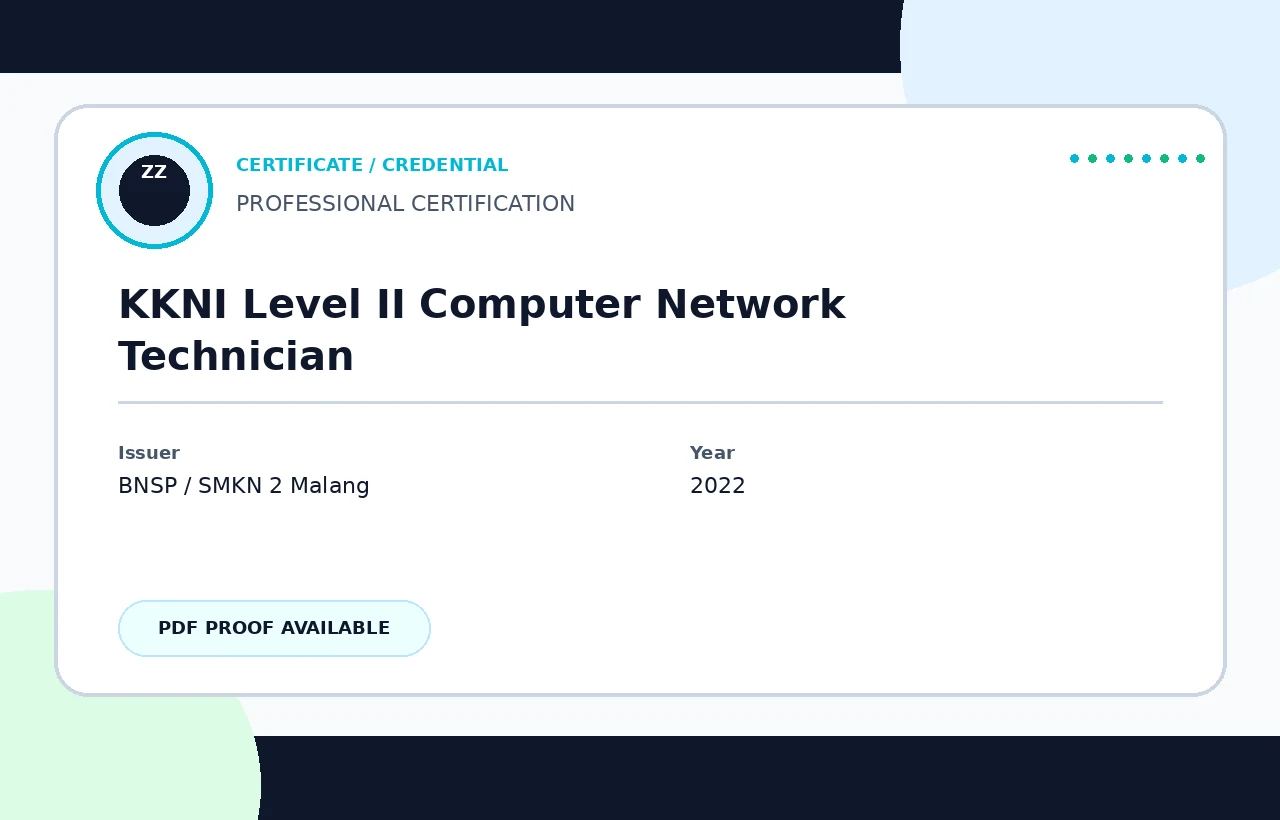 ZZ
CERTIFICATE / CREDENTIAL
PROFESSIONAL CERTIFICATION
KKNI Level II Computer Network
Technician
Issuer
BNSP / SMKN 2 Malang
Year
2022
PDF PROOF AVAILABLE